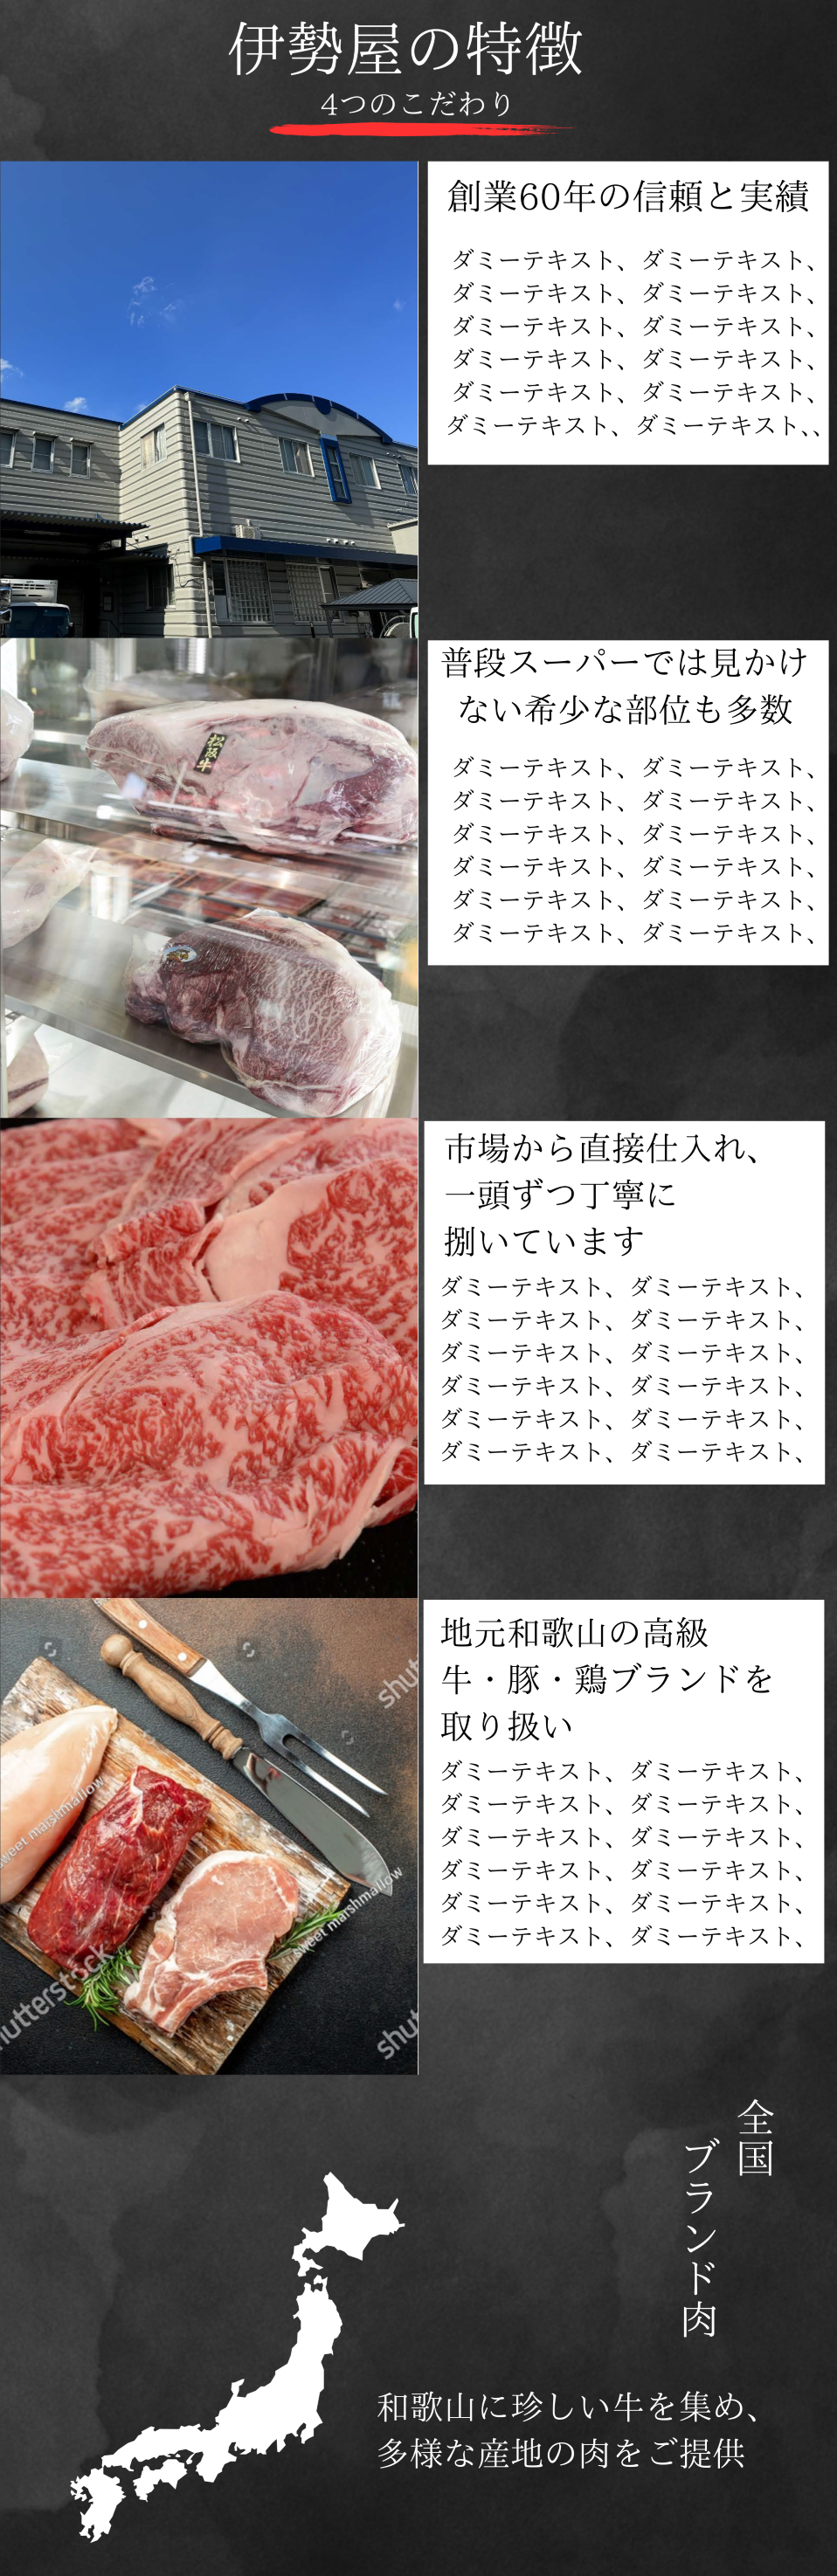 伊勢屋の特徴
4つのこだわり
創業60年の信頼と実績
ダミーテキスト、ダミーテキスト、
ダミーテキスト、ダミーテキスト、
ダミーテキスト、ダミーテキスト、
ダミーテキスト、ダミーテキスト、
ダミーテキスト、ダミーテキスト、
ダミーテキスト、ダミーテキスト、、
松阪牛
普段スーパーでは見かけ
ない希少な部位も多数
ダミーテキスト、ダミーテキスト、
ダミーテキスト、ダミーテキスト、
ダミーテキスト、ダミーテキスト、
ダミーテキスト、ダミーテキスト、
ダミーテキスト、ダミーテキスト、
ダミーテキスト、ダミーテキスト、
市場から直接仕入れ、
一頭ずつ丁寧に
捌いています
ダミーテキスト、ダミーテキスト、
ダミーテキスト、ダミーテキスト、
ダミーテキスト、ダミーテキスト、
ダミーテキスト、ダミーテキスト、
ダミーテキスト、ダミーテキスト、
ダミーテキスト、ダミーテキスト、
shut
sweet marshmallow
sweet marshmallow
hutterstock
shut
地元和歌山の高級
牛・豚・鶏ブランドを
取り扱い
ダミーテキスト、ダミーテキスト、
ダミーテキスト、ダミーテキスト、
ダミーテキスト、ダミーテキスト、
ダミーテキスト、ダミーテキスト、
ダミーテキスト、ダミーテキスト、
ダミーテキスト、ダミーテキスト、
全国
ブランド肉
和歌山に珍しい牛を集め、
多様な産地の肉をご提供